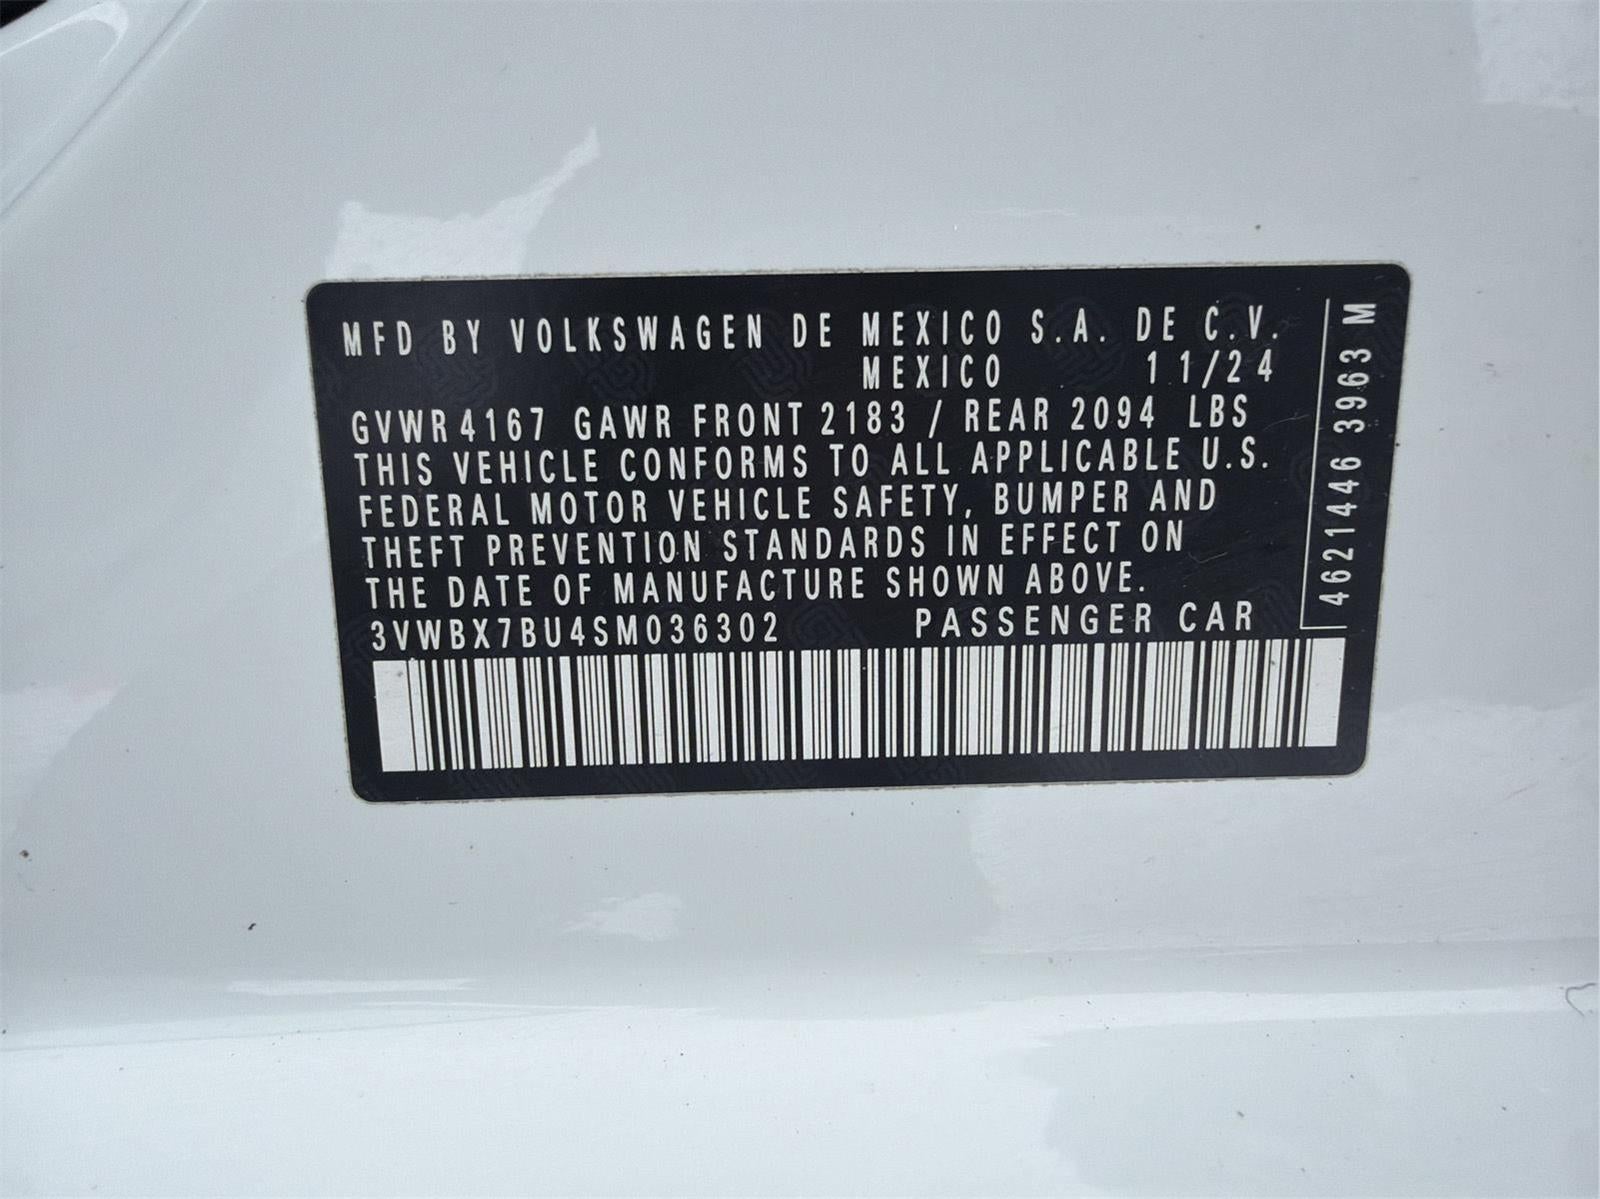 MFD BY VOLKSWAGEN DE MEXICO S.A. DE C.V.
MEXICO 11/24
GVWR 4167 GAWR FRONT 2183 / REAR 2094 LBS
THIS VEHICLE CONFORMS TO ALL APPLICABLE U.S.
FEDERAL MOTOR VEHICLE SAFETY, BUMPER AND
THEFT PREVENTION STANDARDS IN EFFECT ON
THE DATE OF MANUFACTURE SHOWN ABOVE.
3VWBX7BU4SM036302 PASSENGER CAR
4621446 3963 M